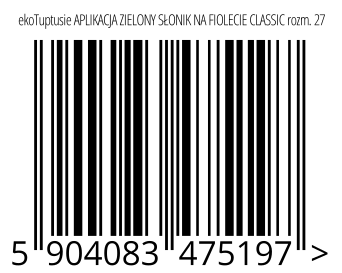 ekoTuptusie APLIKACJA ZIELONY SŁONIK NA FIOLECIE CLASSIC rozm. 27
5 904083 475197 >